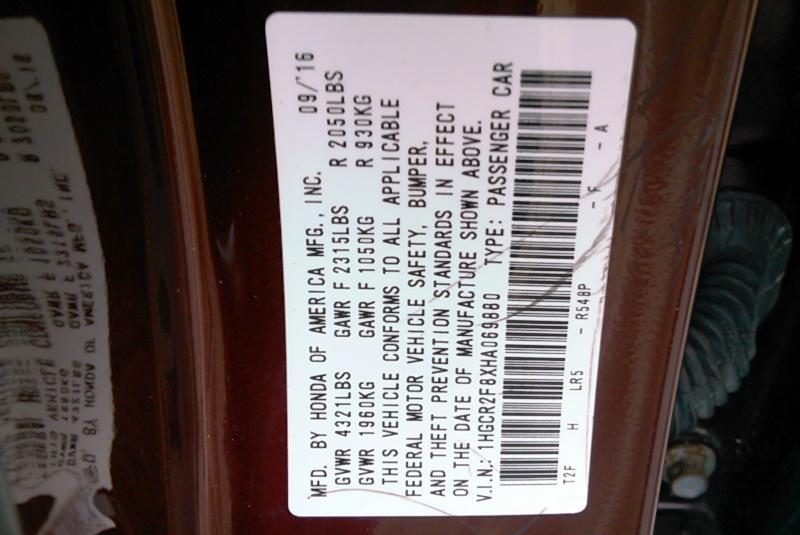 MFD. BY HONDA OF AMERICA MFG., INC. 09/'16
GVWR 4321LBS GAWR F 2315LBS R 2050LBS
GVWR 1960KG GAWR F 1050KG R 930KG
THIS VEHICLE CONFORMS TO ALL APPLICABLE
FEDERAL MOTOR VEHICLE SAFETY, BUMPER,
AND THEFT PREVENTION STANDARDS IN EFFECT
ON THE DATE OF MANUFACTURE SHOWN ABOVE.
V.I.N.: 1HGCR2F8XHA069880 TYPE: PASSENGER CAR
T2F H LR5 - R548P - F - A